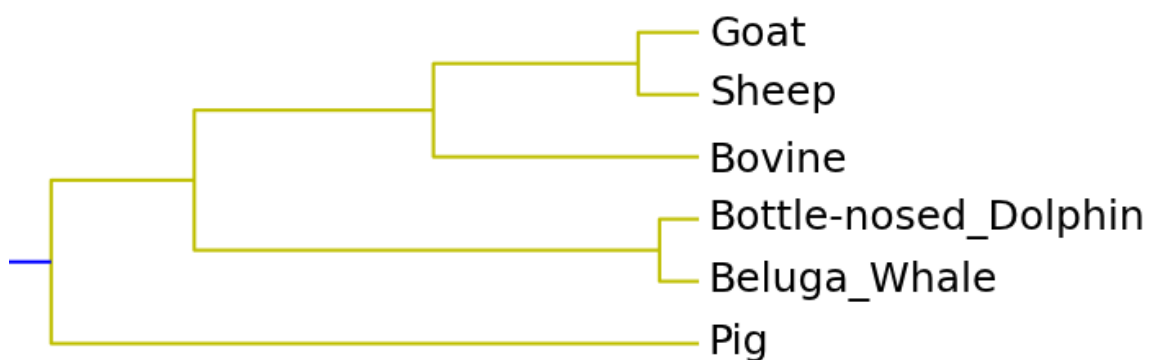 Goat
Sheep
Bovine
Bottle-nosed_Dolphin
Beluga_Whale
Pig